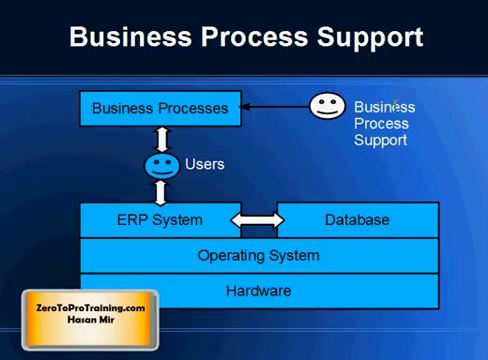 Business Process Support
Business Processes
Business
Process
Support
Users
ERP System
Database
Operating System
Hardware
ZeroToProTraining.com
Hasan Mir